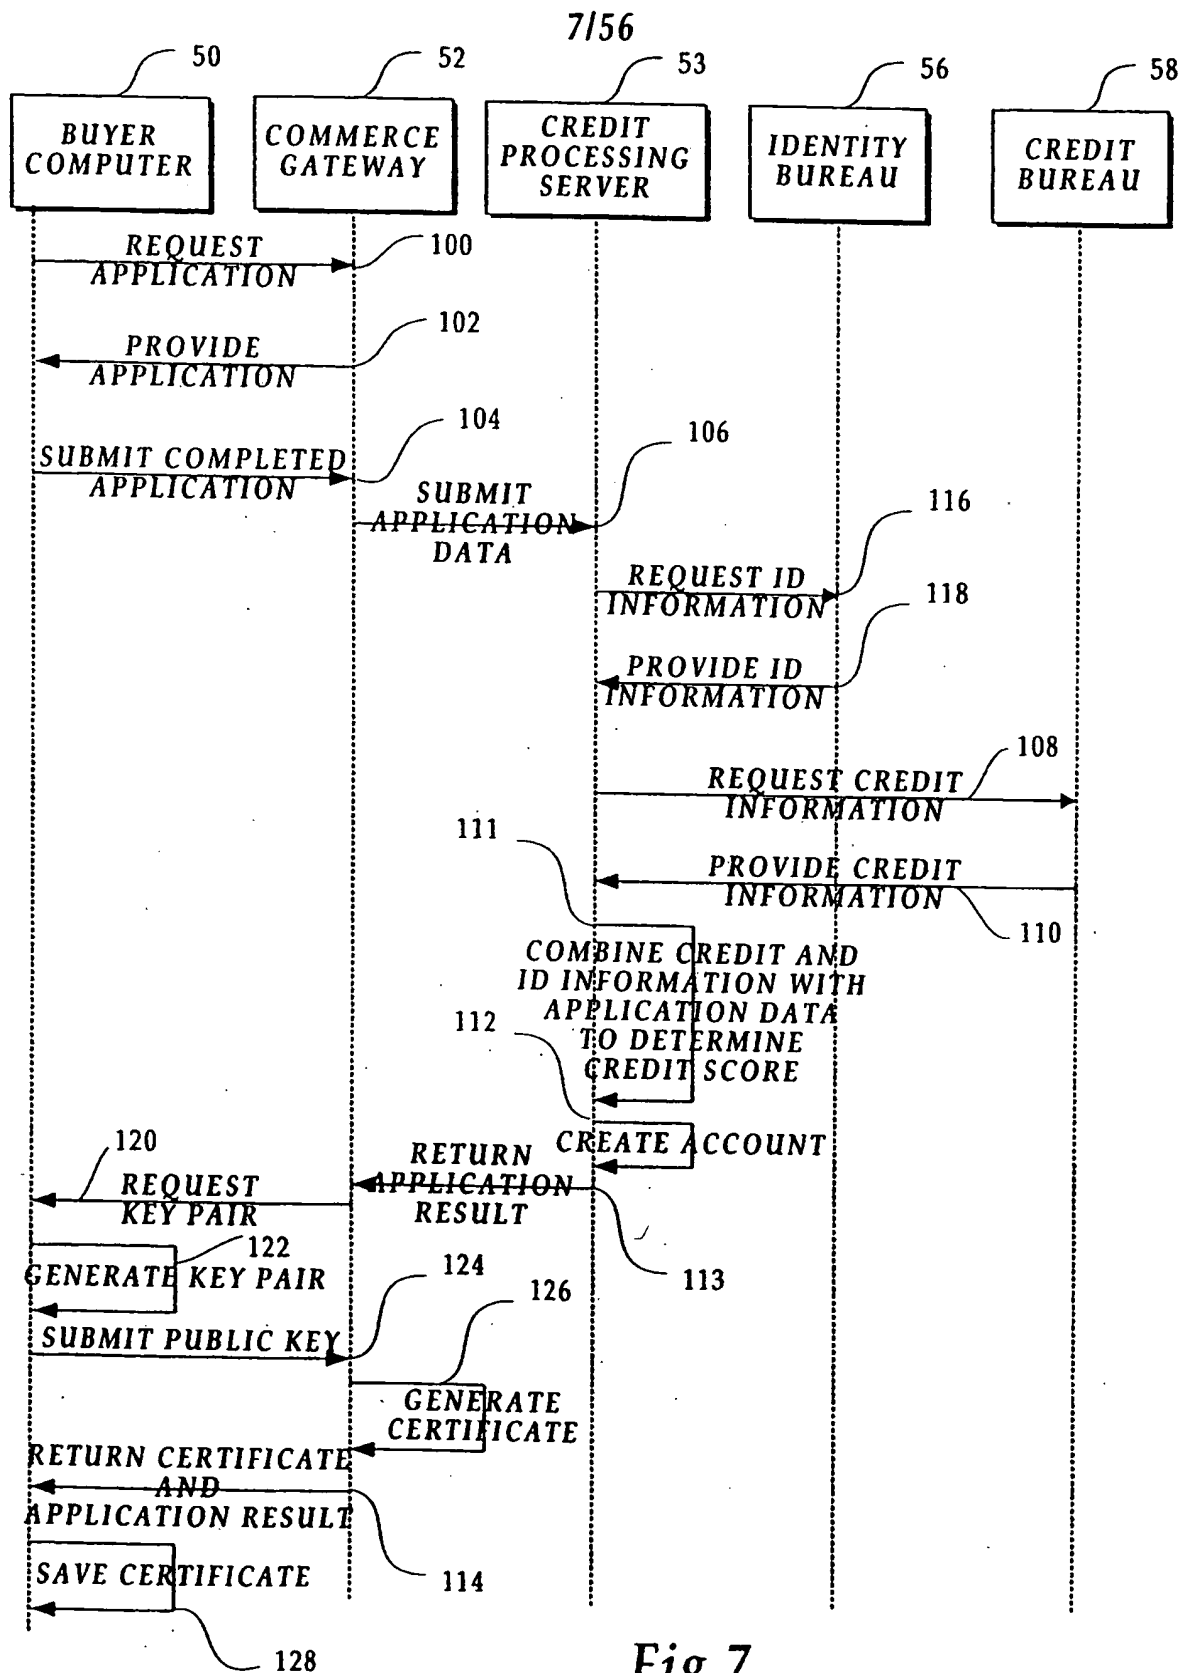 7/56
50
52
53
56
58
BUYER
COMPUTER
COMMERCE
GATEWAY
CREDIT
PROCESSING
SERVER
IDENTITY
BUREAU
CREDIT
BUREAU
REQUEST
APPLICATION
100
PROVIDE
APPLICATION
102
SUBMIT COMPLETED
APPLICATION
104
SUBMIT
APPLICATION
DATA
106
REQUEST ID
INFORMATION
116
PROVIDE ID
INFORMATION
118
REQUEST CREDIT
INFORMATION
108
PROVIDE CREDIT
INFORMATION
110
111
COMBINE CREDIT AND
ID INFORMATION WITH
APPLICATION DATA
TO DETERMINE
CREDIT SCORE
112
CREATE ACCOUNT
RETURN
APPLICATION
RESULT
113
120
REQUEST
KEY PAIR
122
GENERATE KEY PAIR
124
SUBMIT PUBLIC KEY
126
GENERATE
CERTIFICATE
RETURN CERTIFICATE
AND
APPLICATION RESULT
114
SAVE CERTIFICATE
128
Fig. 7